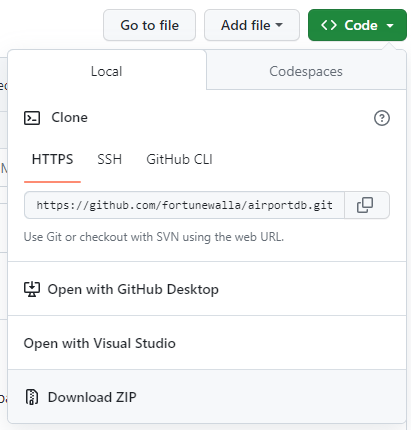 Go to file
Add file
Code
Local
Codespaces
Clone
HTTPS
SSH
GitHub CLI
https://github.com/fortunewalla/airportdb.git
Use Git or checkout with SVN using the web URL.
Open with GitHub Desktop
Open with Visual Studio
Download ZIP